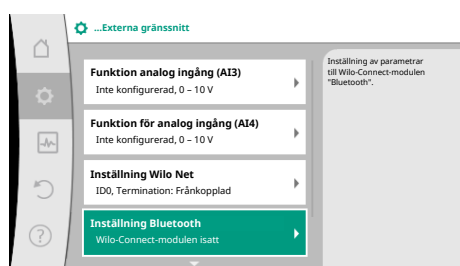 ...Externa gränssnitt
Funktion analog ingång (AI3)
Inte konfigurerad, 0 – 10 V
Funktion för analog ingång (AI4)
Inte konfigurerad, 0 – 10 V
Inställning Wilo Net
ID0, Termination: Frånkopplad
Inställning Bluetooth
Wilo-Connect-modulen isatt
Inställning av parametrar
till Wilo-Connect-modulen
"Bluetooth".